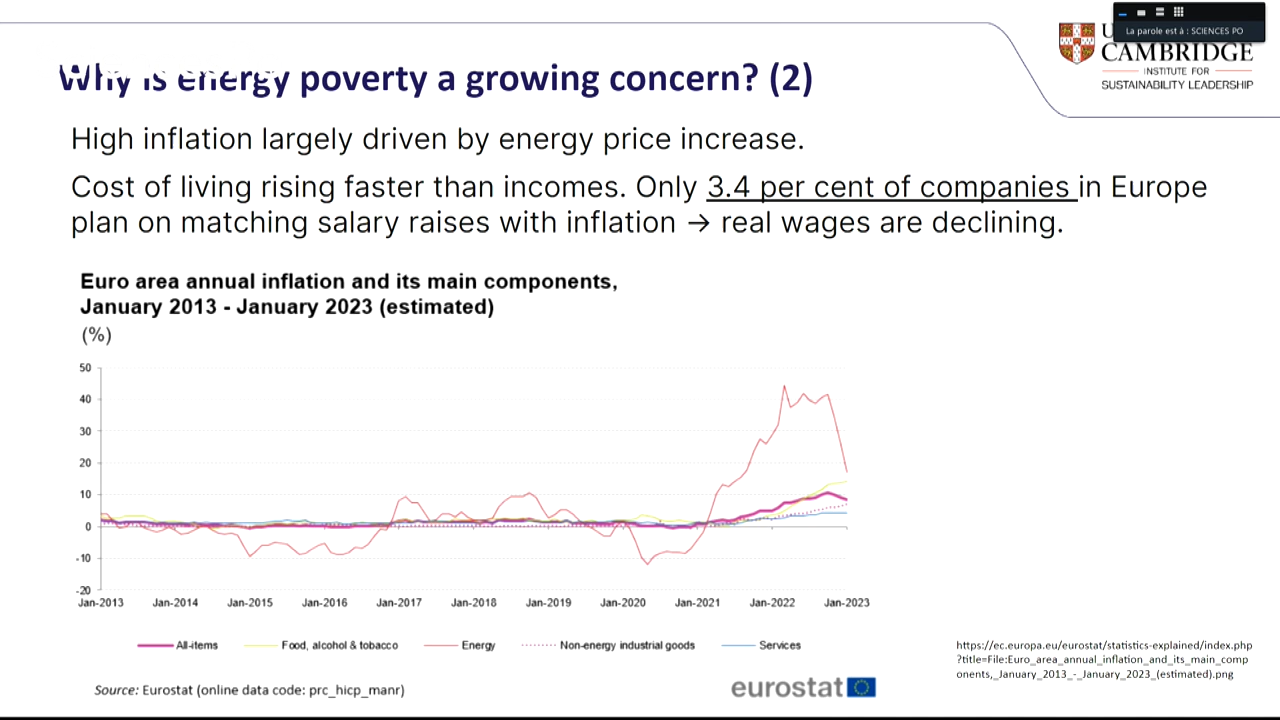 La parole est à : SCIENCES PO
CAMBRIDGE
INSTITUTE FOR
SUSTAINABILITY LEADERSHIP
Why is energy poverty a growing concern? (2)
High inflation largely driven by energy price increase.
Cost of living rising faster than incomes. Only 3.4 per cent of companies in Europe
plan on matching salary raises with inflation → real wages are declining.
Euro area annual inflation and its main components,
January 2013 - January 2023 (estimated)
(%)
50
40
30
20
10
0
-10
-20
Jan-2013 Jan-2014 Jan-2015 Jan-2016 Jan-2017 Jan-2018 Jan-2019 Jan-2020 Jan-2021 Jan-2022 Jan-2023
All-items Food, alcohol & tobacco Energy Non-energy industrial goods Services
Source: Eurostat (online data code: prc_hicp_manr)
eurostat
https://ec.europa.eu/eurostat/statistics-explained/index.php
?title=File:Euro_area_annual_inflation_and_its_main_comp
onents,_January_2013_-_January_2023_(estimated).png